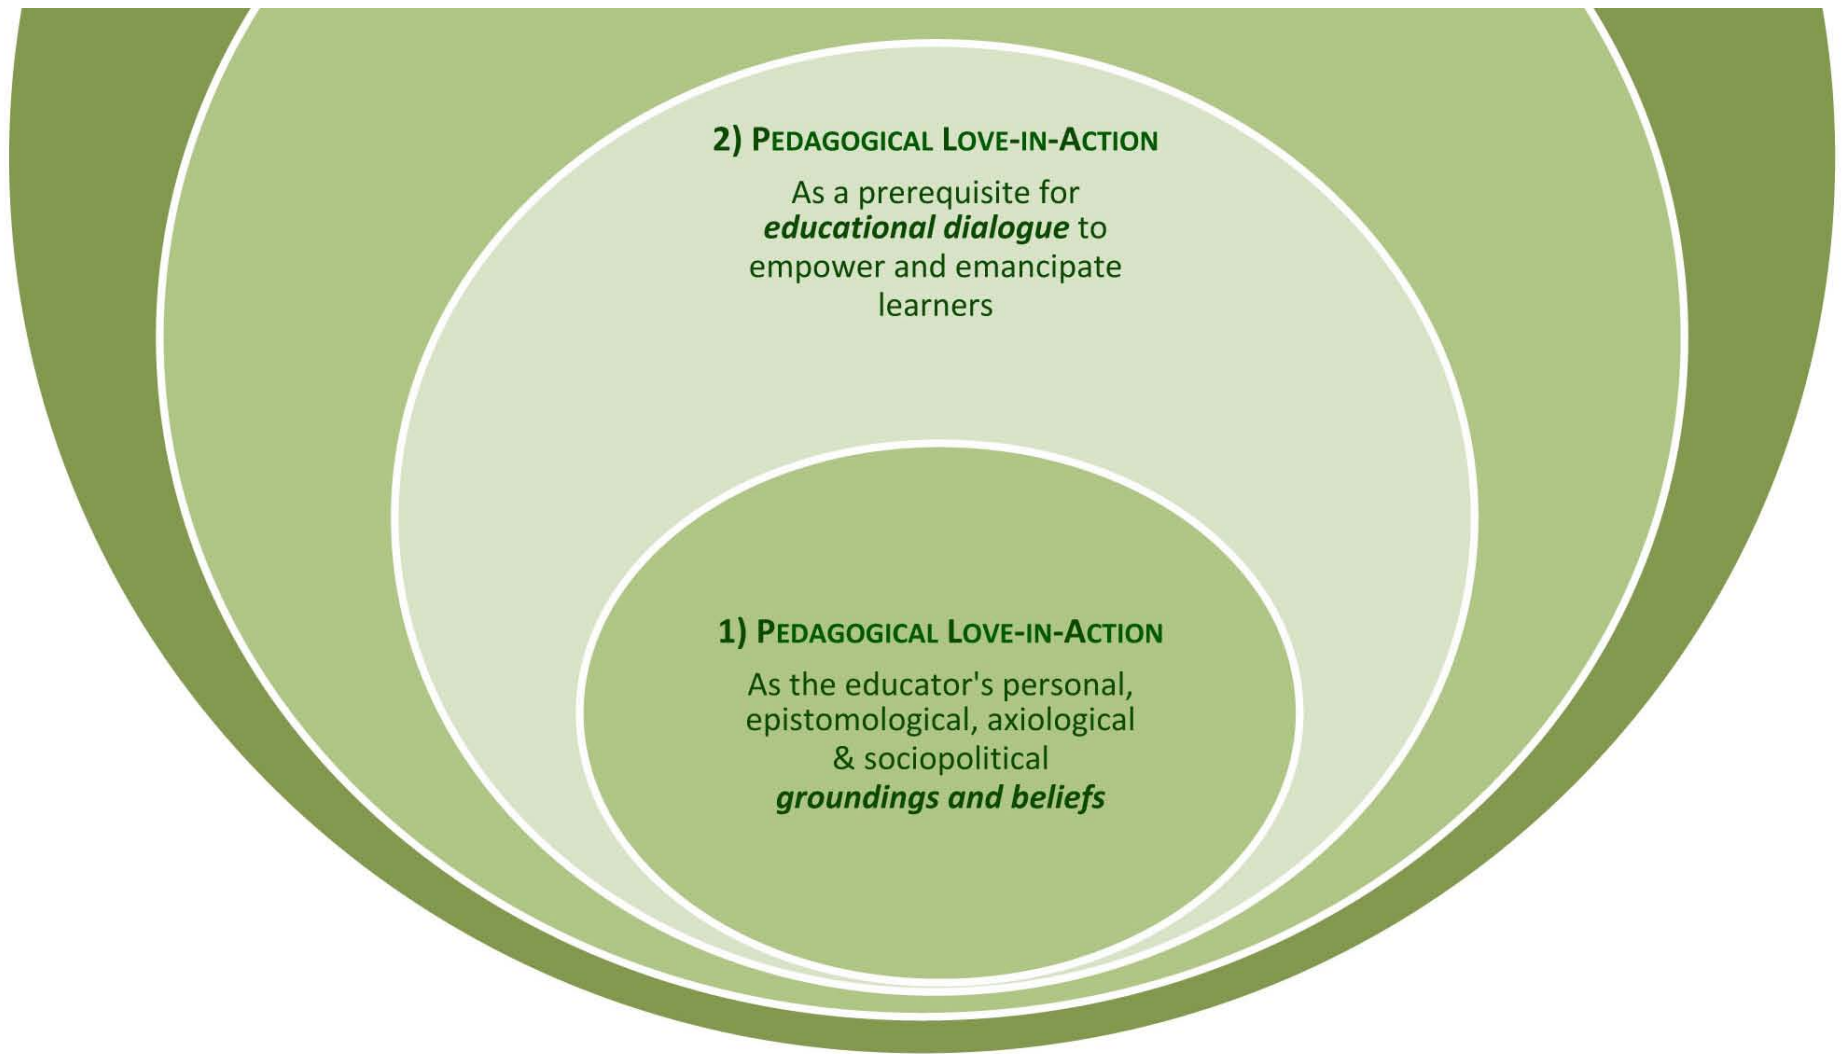 2) PEDAGOGICAL LOVE-IN-ACTION
As a prerequisite for
educational dialogue to
empower and emancipate
learners
1) PEDAGOGICAL LOVE-IN-ACTION
As the educator's personal,
epistomological, axiological
& sociopolitical
groundings and beliefs